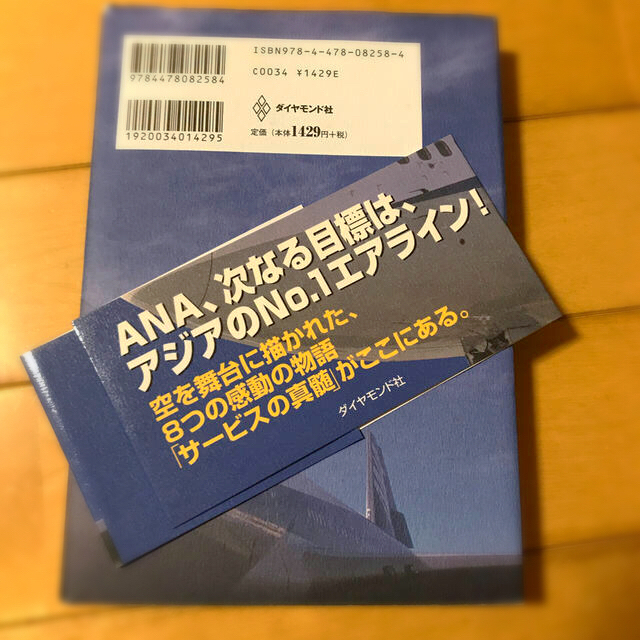 ISBN978-4-478-08258-4
9784478082584
C0034 ¥1429E
ダイヤモンド社
定価(本体1429円+税)
1920034014295
ANA、次なる目標は、
アジアのNo.1エアライン!
空を舞台に描かれた、
8つの感動の物語
「サービスの真髄」がここにある。
ダイヤモンド社